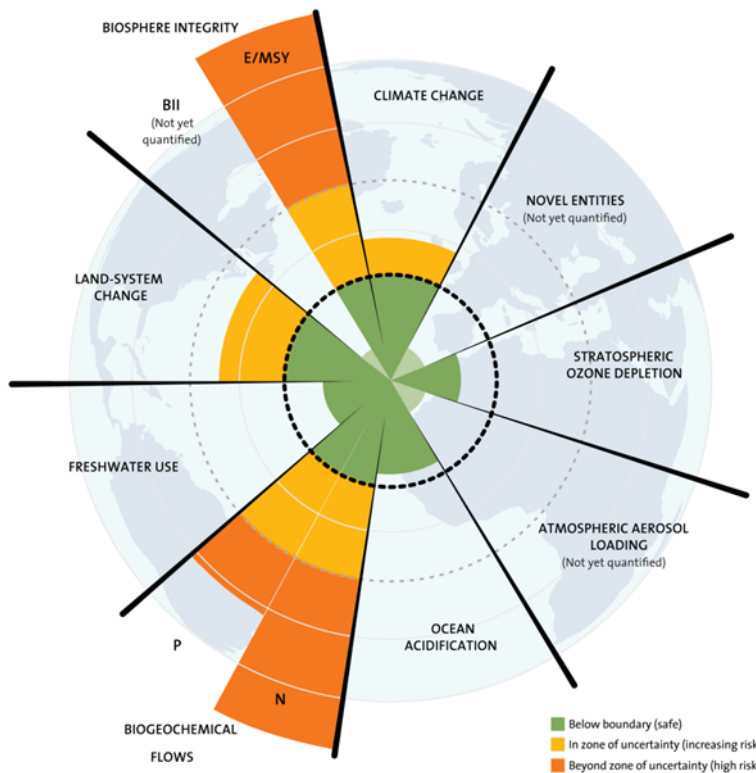 BIOSPHERE INTEGRITY
E/MSY
BII
(Not yet
quantified)
CLIMATE CHANGE
NOVEL ENTITIES
(Not yet quantified)
LAND-SYSTEM
CHANGE
STRATOSPHERIC
OZONE DEPLETION
FRESHWATER USE
ATMOSPHERIC AEROSOL
LOADING
(Not yet quantified)
OCEAN
ACIDIFICATION
P
N
BIOGEOCHEMICAL
FLOWS
Below boundary (safe)
In zone of uncertainty (increasing risk
Beyond zone of uncertainty (high risk